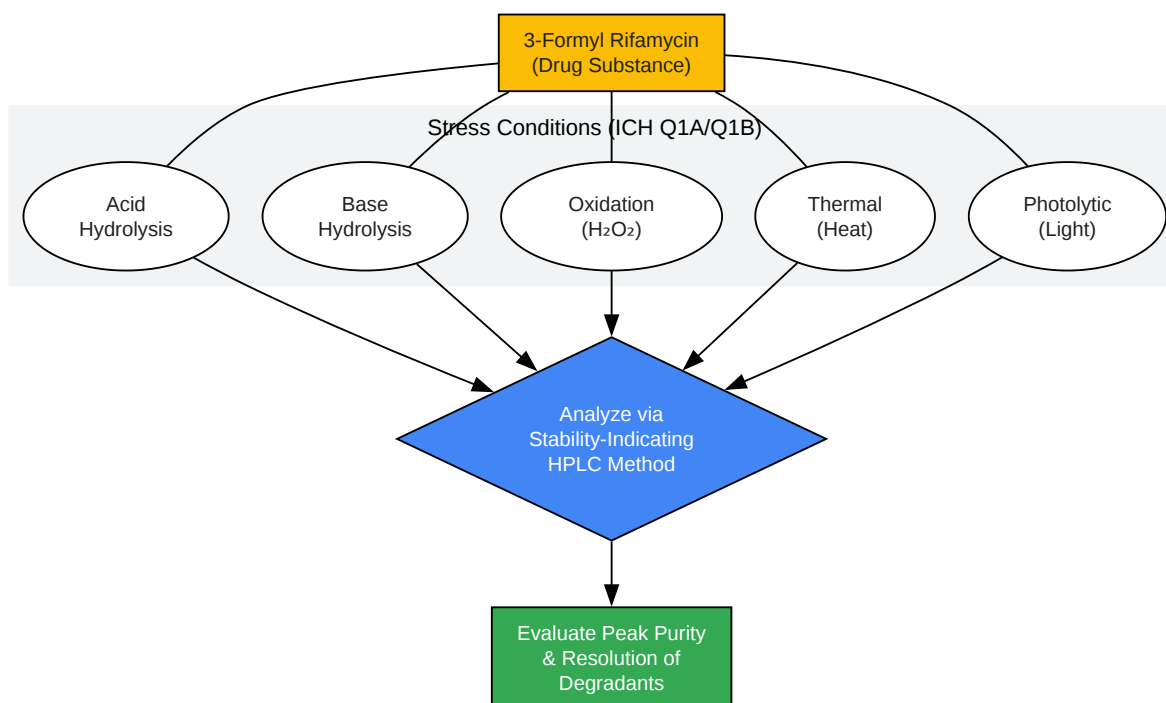 3-Formyl Rifamycin
(Drug Substance)
Stress Conditions (ICH Q1A/Q1B)
Acid
Hydrolysis
Base
Hydrolysis
Oxidation
(H₂O₂)
Thermal
(Heat)
Photolytic
(Light)
Analyze via
Stability-Indicating
HPLC Method
Evaluate Peak Purity
& Resolution of
Degradants